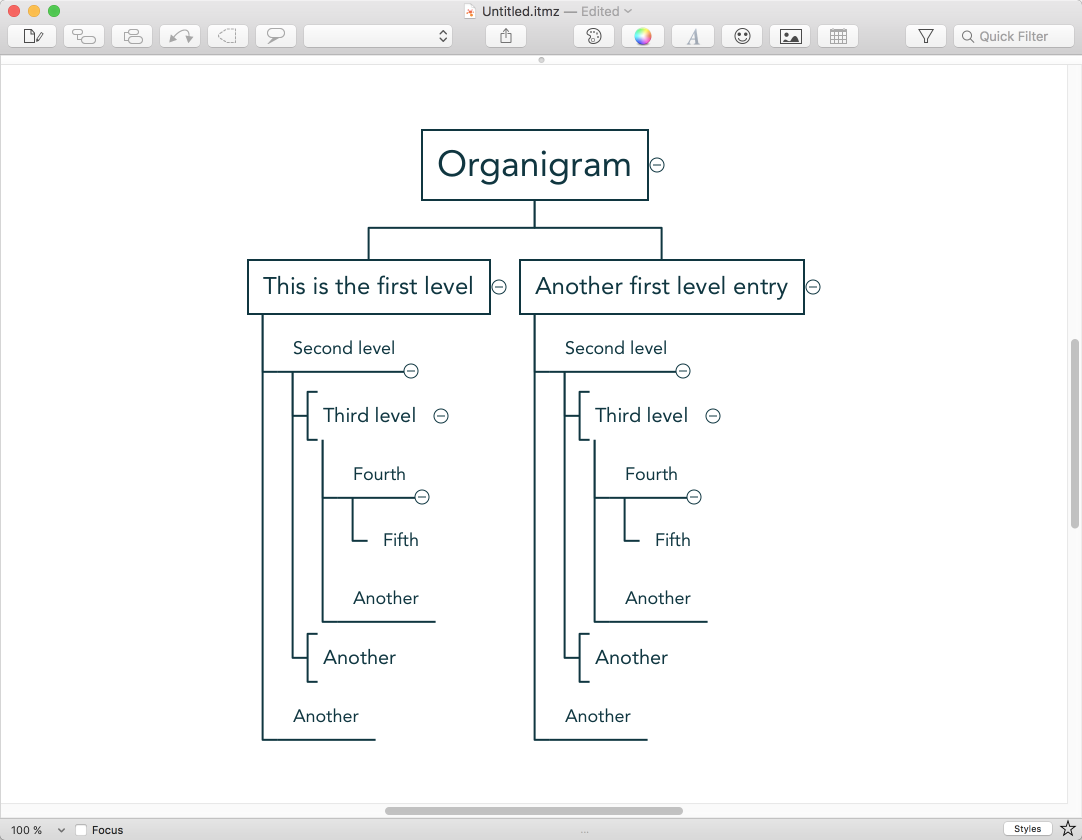 Untitled.itmz — Edited
A
Quick Filter
Organigram
This is the first level
Another first level entry
Second level
Second level
Third level
Third level
Fourth
Fourth
Fifth
Fifth
Another
Another
Another
Another
Another
Another
100 %
Focus
...
Styles